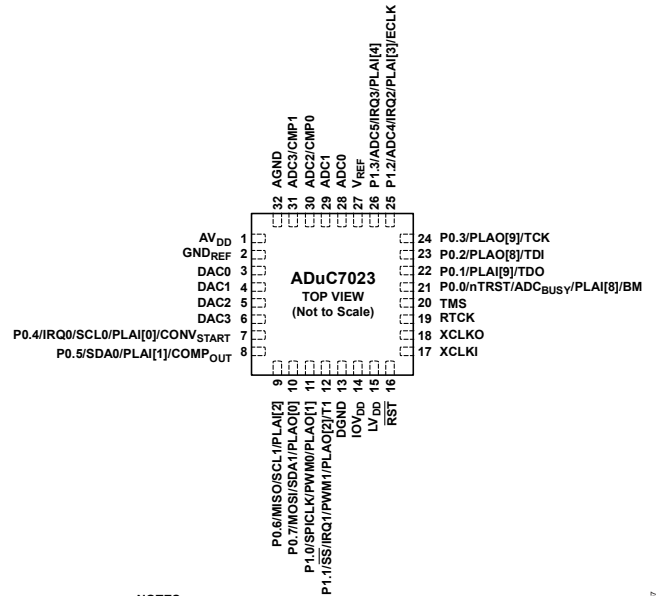 32 AGND
31 ADC3/CMP1
30 ADC2/CMP0
29 ADC1
28 ADC0
27 VREF
26 P1.3/ADC5/IRQ3/PLAI[4]
25 P1.2/ADC4/IRQ2/PLAI[3]/ECLK
AVDD 1
GNDREF 2
DAC0 3
DAC1 4
DAC2 5
DAC3 6
P0.4/IRQ0/SCL0/PLAI[0]/CONVSTART 7
P0.5/SDA0/PLAI[1]/COMPOUT 8
ADuC7023
TOP VIEW
(Not to Scale)
24 P0.3/PLAO[9]/TCK
23 P0.2/PLAO[8]/TDI
22 P0.1/PLAI[9]/TDO
21 P0.0/nTRST/ADCBUSY/PLAI[8]/BM
20 TMS
19 RTCK
18 XCLKO
17 XCLKI
P0.6/MISO/SCL1/PLAI[2] 9
P0.7/MOSI/SDA1/PLAO[0] 10
P1.0/SPICLK/PWM0/PLAO[1] 11
P1.1/SS/IRQ1/PWM1/PLAO[2]/T1 12
DGND 13
IOVDD 14
LVDD 15
RST 16